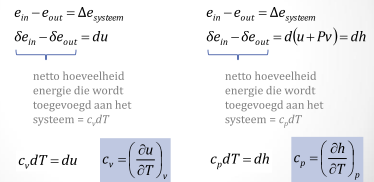 e_in − e_out = Δe_systeem
δe_in − δe_out = du
netto hoeveelheid
energie die wordt
toegevoegd aan het
systeem = c_v dT
c_v dT = du
c_v = (∂u/∂T)_v
e_in − e_out = Δe_systeem
δe_in − δe_out = d(u + Pv) = dh
netto hoeveelheid
energie die wordt
toegevoegd aan het
systeem = c_p dT
c_p dT = dh
c_p = (∂h/∂T)_p